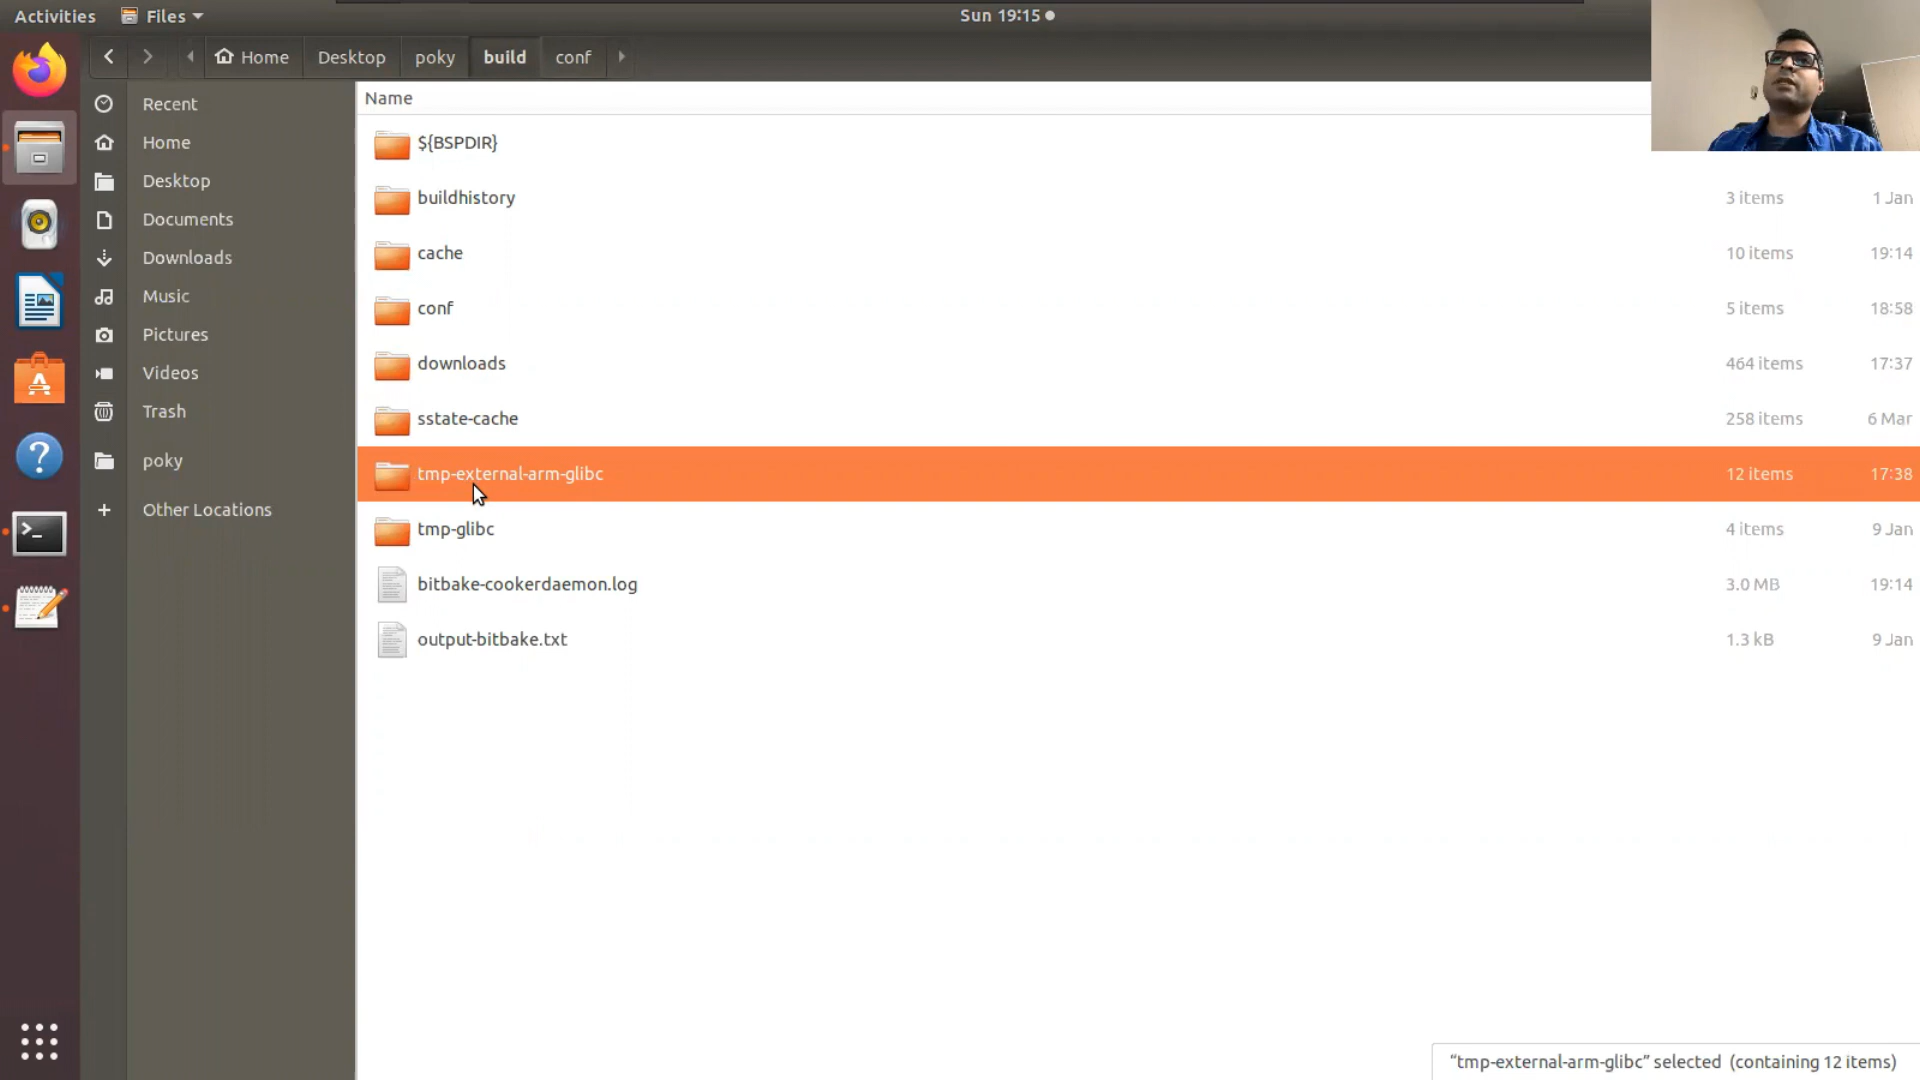 Activities Files Sun 19:15
Home Desktop poky build conf
Name
Recent
Home
Desktop
Documents
Downloads
Music
Pictures
Videos
Trash
poky
Other Locations
${BSPDIR}
buildhistory 3 items 1 Jan
cache 10 items 19:14
conf 5 items 18:58
downloads 464 items 17:37
sstate-cache 258 items 6 Mar
tmp-external-arm-glibc 12 items 17:38
tmp-glibc 4 items 9 Jan
bitbake-cookerdaemon.log 3.0 MB 19:14
output-bitbake.txt 1.3 kB 9 Jan
“tmp-external-arm-glibc” selected (containing 12 items)